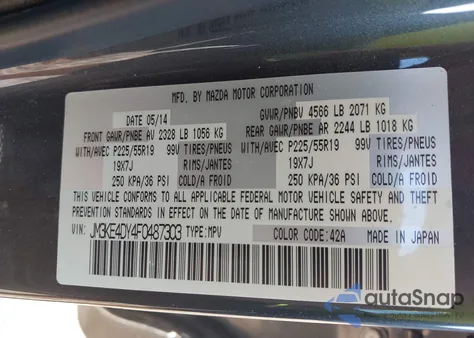 MFD. BY MAZDA MOTOR CORPORATION
DATE 05/14 GVWR/PNBV 4566 LB 2071 KG
FRONT GAWR/PNBE AV 2328 LB 1056 KG REAR GAWR/PNBE AR 2244 LB 1018 KG
WITH/AVEC P225/55R19 99V TIRES/PNEUS WITH/AVEC P225/55R19 99V TIRES/PNEUS
19X7J RIMS/JANTES 19X7J RIMS/JANTES
250 KPA/36 PSI COLD/A FROID 250 KPA/36 PSI COLD/A FROID
THIS VEHICLE CONFORMS TO ALL APPLICABLE FEDERAL MOTOR VEHICLE SAFETY, BUMPER, AND THEFT
PREVENTION STANDARDS IN EFFECT ON THE DATE OF MANUFACTURE SHOWN ABOVE.
VIN: JM3KE4DY4F0487303 TYPE:MPV COLOR CODE: 42A MADE IN JAPAN
autaSnap